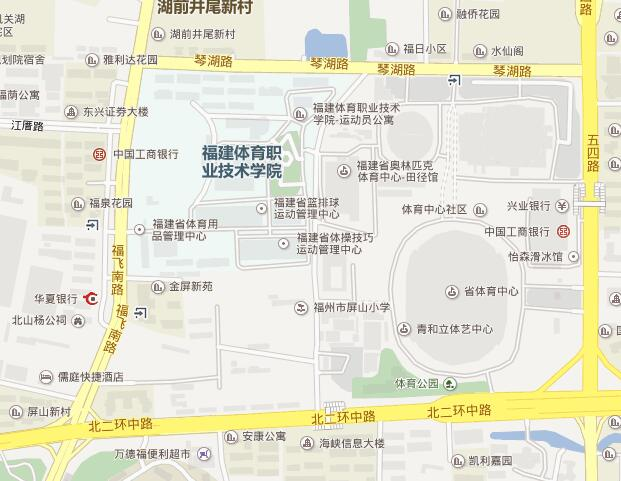 湖前井尾新村
湖前井尾新村
融侨花园
雅利达花园
福日小区
水仙阁
琴湖路
琴湖路
琴湖路
琴湖路
东兴证券大楼
江厝路
福建体育职业技术
学院-运动员公寓
中国工商银行
福建体育职
业技术学院
福建省奥林匹克
体育中心-田径馆
五四路
福泉花园
福建省篮排球
运动管理中心
体育中心社区
兴业银行
福建省体育用
品管理中心
福建省体操技巧
运动管理中心
中国工商银行
怡森滑冰馆
福飞南路
金屏新苑
省体育中心
华夏银行
福飞南路
福州市屏山小学
北山杨公祠
青和立体艺中心
儒庭快捷酒店
体育公园
屏山新村
北二环中路
北二环中路
北二环中路
安康公寓
海峡信息大楼
万德福便利超市
凯利嘉园